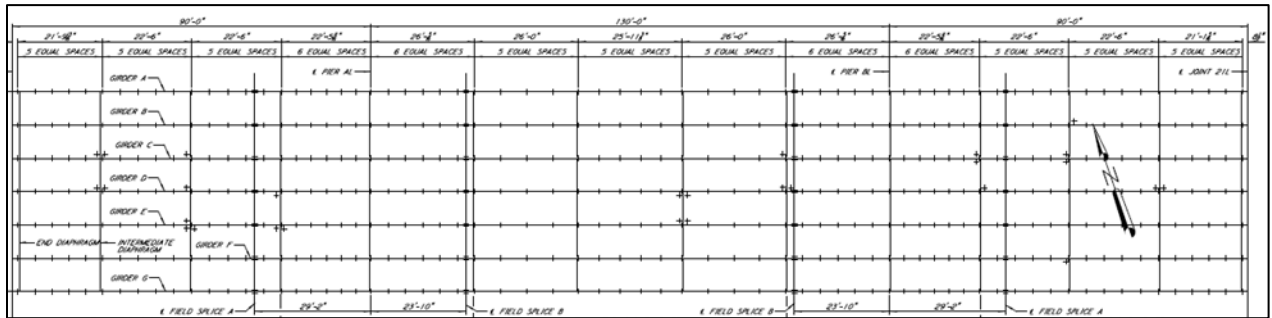 90'-0" 130'-0" 90'-0"
22'-6" 22'-6" 26'-0" 26'-0" 22'-6" 22'-6"
5 EQUAL SPACES 5 EQUAL SPACES 5 EQUAL SPACES 6 EQUAL SPACES 6 EQUAL SPACES 5 EQUAL SPACES 5 EQUAL SPACES 5 EQUAL SPACES 6 EQUAL SPACES 6 EQUAL SPACES 5 EQUAL SPACES 5 EQUAL SPACES 5 EQUAL SPACES
GIRDER A ℄ PIER AL ℄ PIER BL ℄ JOINT 21L
GIRDER B
GIRDER C
GIRDER D
N
GIRDER E
END DIAPHRAGM INTERMEDIATE DIAPHRAGM GIRDER F
GIRDER G
℄ FIELD SPLICE A 29'-2" 23'-10" ℄ FIELD SPLICE B ℄ FIELD SPLICE B 23'-10" 29'-2" ℄ FIELD SPLICE A